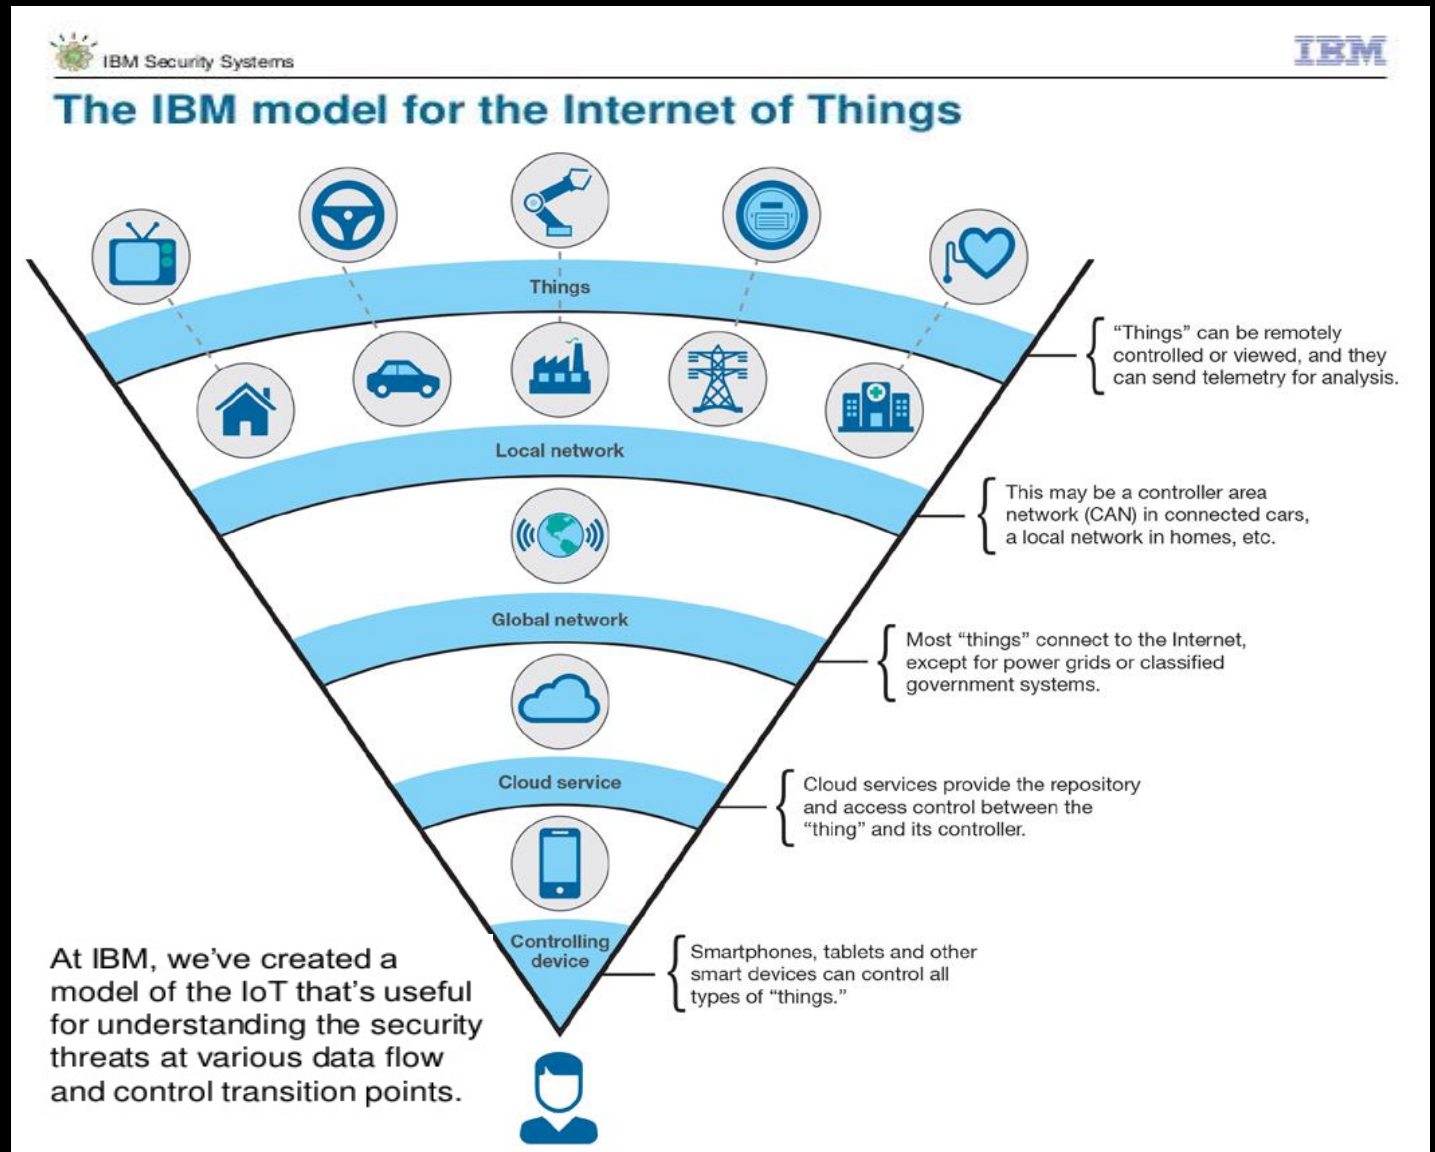 IBM Security Systems
IBM
The IBM model for the Internet of Things
Things
“Things” can be remotely
controlled or viewed, and they
can send telemetry for analysis.
Local network
This may be a controller area
network (CAN) in connected cars,
a local network in homes, etc.
Global network
Most “things” connect to the Internet,
except for power grids or classified
government systems.
Cloud service
Cloud services provide the repository
and access control between the
“thing” and its controller.
Controlling
device
Smartphones, tablets and other
smart devices can control all
types of “things.”
At IBM, we’ve created a
model of the IoT that’s useful
for understanding the security
threats at various data flow
and control transition points.